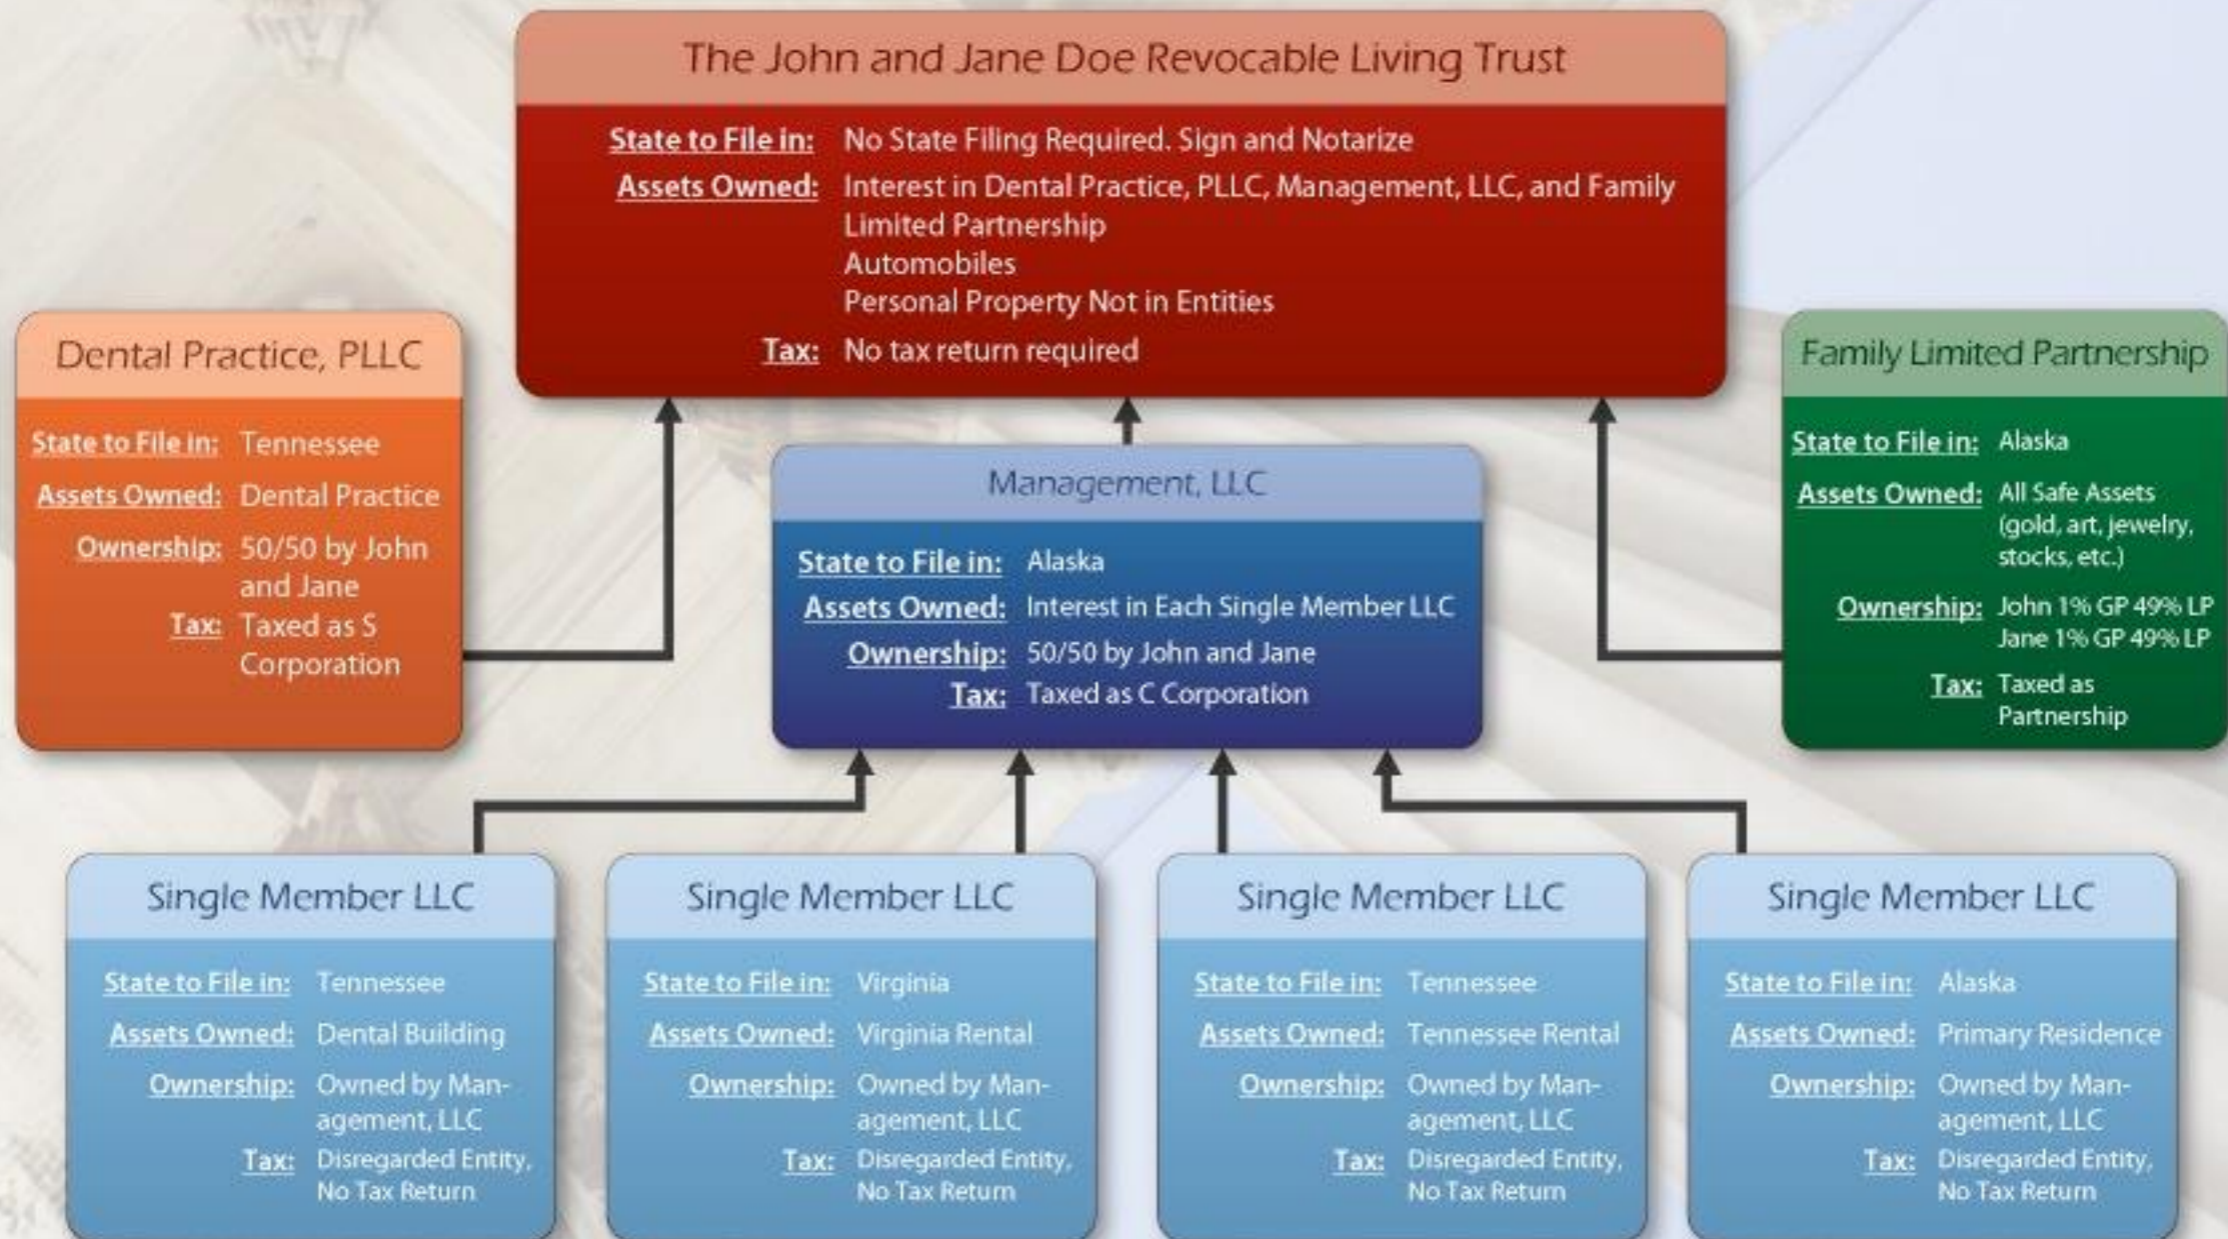 The John and Jane Doe Revocable Living Trust
State to File in: No State Filing Required. Sign and Notarize
Assets Owned: Interest in Dental Practice, PLLC, Management, LLC, and Family
Limited Partnership
Automobiles
Personal Property Not in Entities
Tax: No tax return required
Dental Practice, PLLC
State to File in: Tennessee
Assets Owned: Dental Practice
Ownership: 50/50 by John
and Jane
Tax: Taxed as S
Corporation
Management, LLC
State to File in: Alaska
Assets Owned: Interest in Each Single Member LLC
Ownership: 50/50 by John and Jane
Tax: Taxed as C Corporation
Family Limited Partnership
State to File in: Alaska
Assets Owned: All Safe Assets
(gold, art, jewelry,
stocks, etc.)
Ownership: John 1% GP 49% LP
Jane 1% GP 49% LP
Tax: Taxed as
Partnership
Single Member LLC
State to File in: Tennessee
Assets Owned: Dental Building
Ownership: Owned by Man-
agement, LLC
Tax: Disregarded Entity,
No Tax Return
Single Member LLC
State to File in: Virginia
Assets Owned: Virginia Rental
Ownership: Owned by Man-
agement, LLC
Tax: Disregarded Entity,
No Tax Return
Single Member LLC
State to File in: Tennessee
Assets Owned: Tennessee Rental
Ownership: Owned by Man-
agement, LLC
Tax: Disregarded Entity,
No Tax Return
Single Member LLC
State to File in: Alaska
Assets Owned: Primary Residence
Ownership: Owned by Man-
agement, LLC
Tax: Disregarded Entity,
No Tax Return